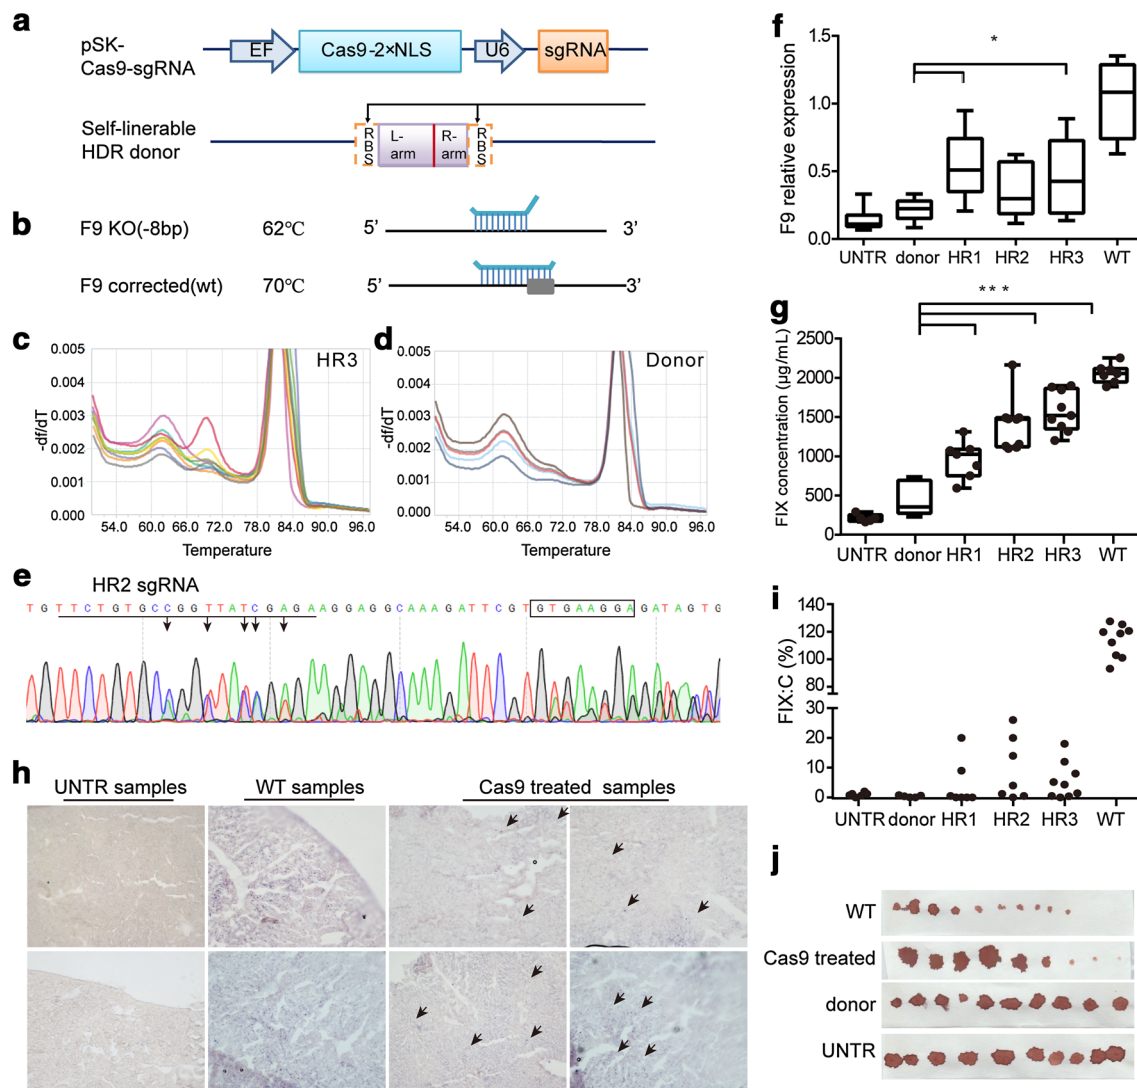 a
pSK-
Cas9-sgRNA
EF
Cas9-2×NLS
U6
sgRNA
Self-linerable
HDR donor
RBS
L-
arm
R-
arm
RBS
b
F9 KO(-8bp)
62℃
5’
3’
F9 corrected(wt)
70℃
5’
3’
c
HR3
-df/dT
0.005
0.004
0.003
0.002
0.001
0.000
54.0 60.0 66.0 72.0 78.0 84.0 90.0 96.0
Temperature
d
Donor
-df/dT
0.005
0.004
0.003
0.002
0.001
0.000
54.0 60.0 66.0 72.0 78.0 84.0 90.0 96.0
Temperature
e
HR2 sgRNA
T G T T C T G T G C C G G T T A T C G A G A A G G A G G C A A A G A T T C G T G T G A A G G A G A T A G T G
f
F9 relative expression
1.5
1.0
0.5
0.0
*
UNTR donor HR1 HR2 HR3 WT
g
FIX concentration (μg/mL)
2500
2000
1500
1000
500
0
***
UNTR donor HR1 HR2 HR3 WT
h
UNTR samples
WT samples
Cas9 treated samples
i
FIX:C (%)
140
120
100
80
30
20
10
0
UNTR donor HR1 HR2 HR3 WT
j
WT
Cas9 treated
donor
UNTR